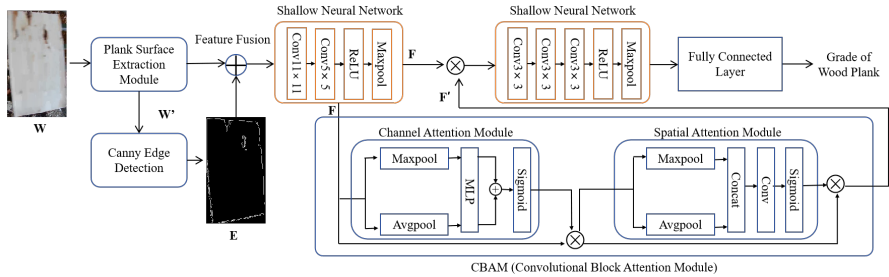 W
Plank Surface
Extraction
Module
W'
Canny Edge
Detection
E
Feature Fusion
Shallow Neural Network
Conv11×11
Conv5×5
ReLU
Maxpool
F
F
F'
Shallow Neural Network
Conv3×3
Conv3×3
Conv3×3
ReLU
Maxpool
Fully Connected
Layer
Grade of
Wood Plank
Channel Attention Module
Maxpool
Avgpool
MLP
Sigmoid
Spatial Attention Module
Maxpool
Avgpool
Concat
Conv
Sigmoid
CBAM (Convolutional Block Attention Module)